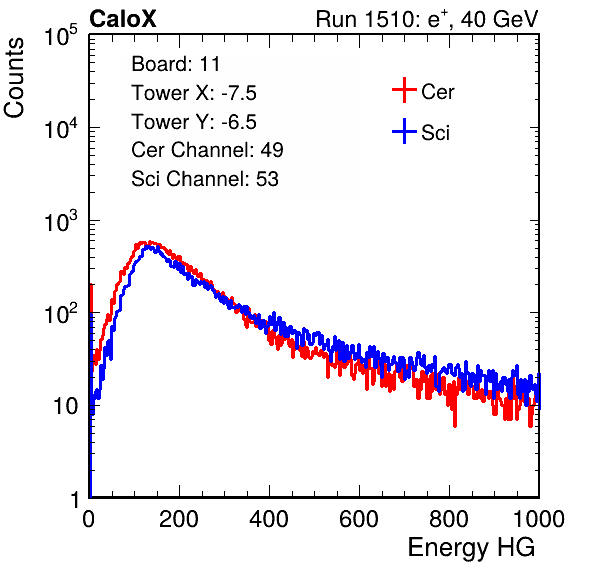 CaloX Run 1510: e⁺, 40 GeV
Counts
10⁵
10⁴
10³
10²
10
1
Board: 11
Tower X: -7.5
Tower Y: -6.5
Cer Channel: 49
Sci Channel: 53
Cer
Sci
0 200 400 600 800 1000
Energy HG